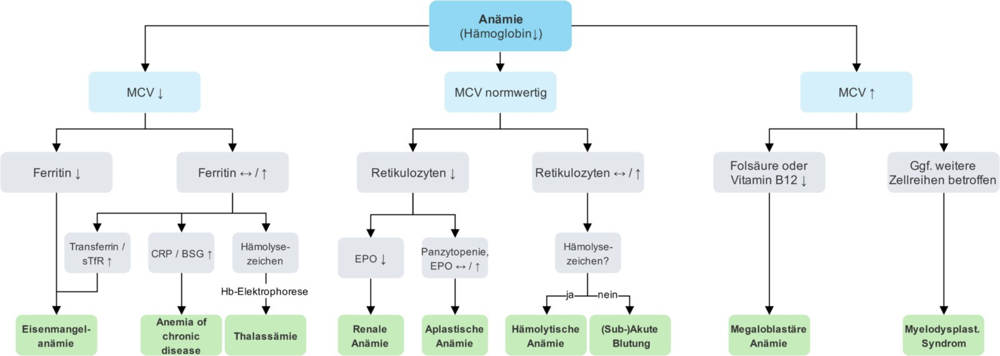 Anämie
(Hämoglobin↓)
MCV ↓
MCV normwertig
MCV ↑
Ferritin ↓
Ferritin ↔ / ↑
Retikulozyten ↓
Retikulozyten ↔ / ↑
Folsäure oder
Vitamin B12 ↓
Ggf. weitere
Zellreihen betroffen
Transferrin /
sTfR ↑
CRP / BSG ↑
Hämolyse-
zeichen
EPO ↓
Panzytopenie,
EPO ↔ / ↑
Hämolyse-
zeichen?
Hb-Elektrophorese
ja
nein
Eisenmangel-
anämie
Anemia of
chronic
disease
Thalassämie
Renale
Anämie
Aplastische
Anämie
Hämolytische
Anämie
(Sub-)Akute
Blutung
Megaloblastäre
Anämie
Myelodysplast.
Syndrom